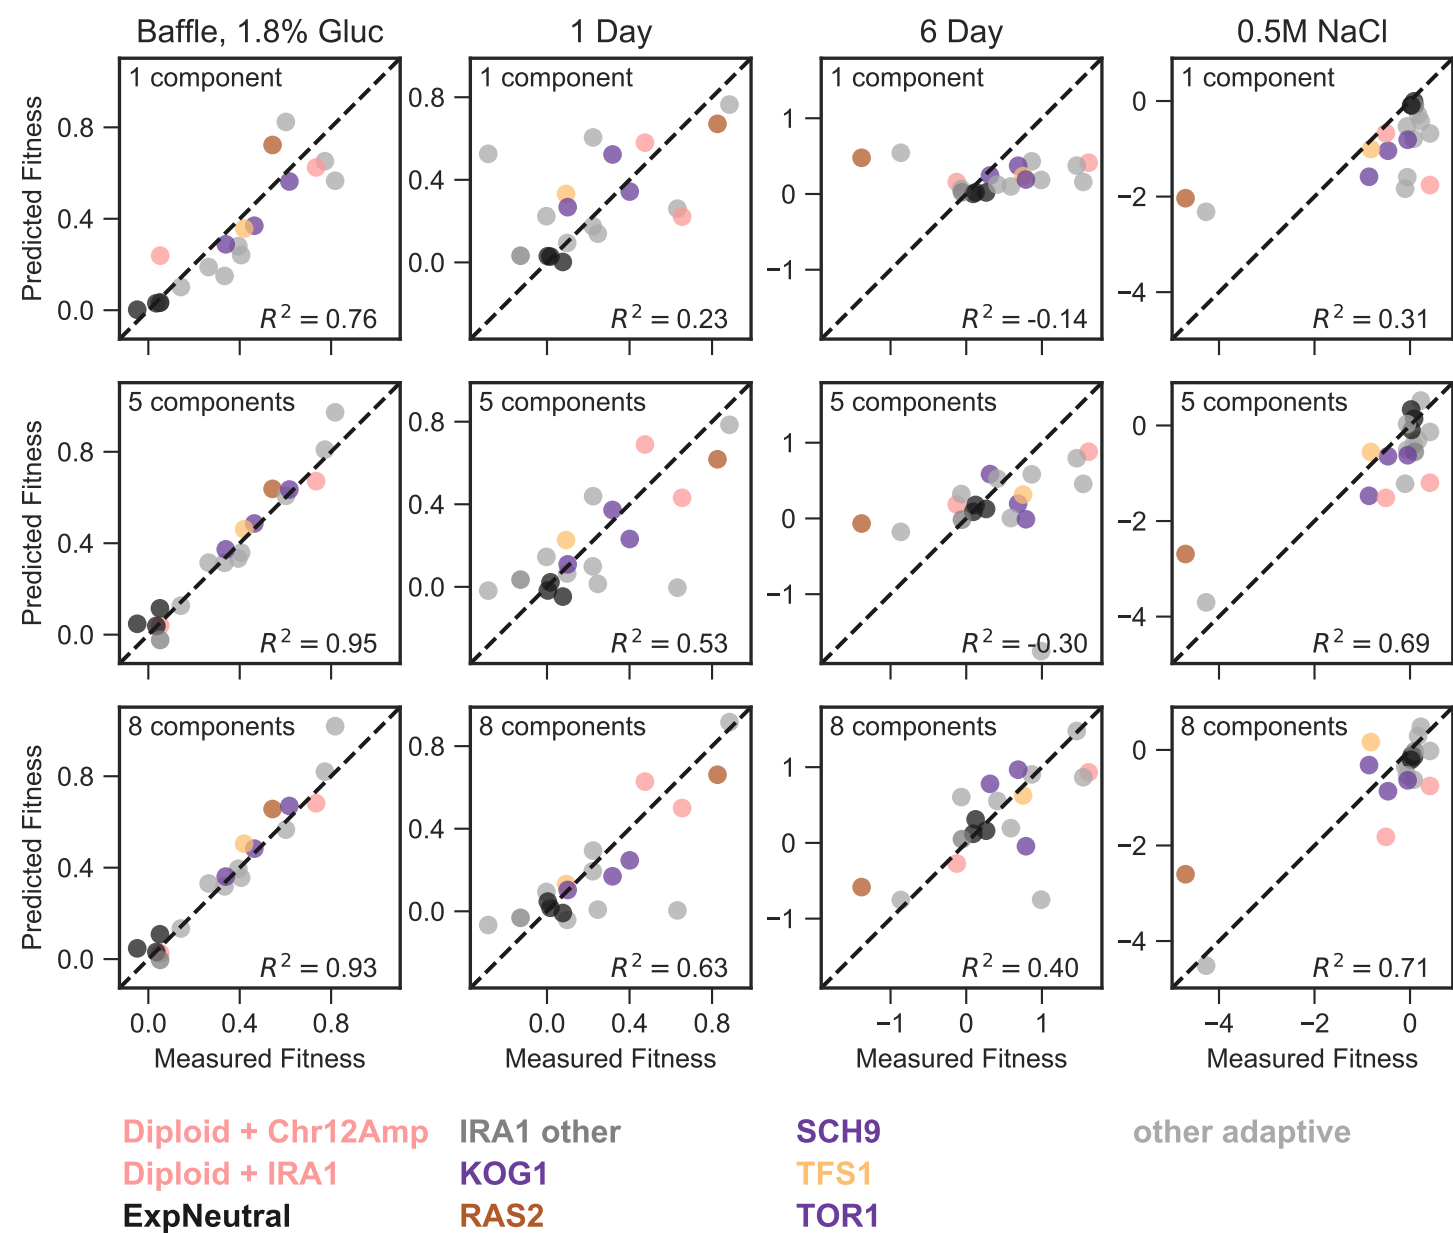 Baffle, 1.8% Gluc 1 Day 6 Day 0.5M NaCl
1 component 1 component 1 component 1 component
Predicted Fitness
0.8 0.4 0.0
0.8 0.4 0.0
1 0 −1
0 −2 −4
R² = 0.76 R² = 0.23 R² = -0.14 R² = 0.31
5 components 5 components 5 components 5 components
Predicted Fitness
0.8 0.4 0.0
0.8 0.4 0.0
1 0 −1
0 −2 −4
R² = 0.95 R² = 0.53 R² = -0.30 R² = 0.69
8 components 8 components 8 components 8 components
Predicted Fitness
0.8 0.4 0.0
0.8 0.4 0.0
1 0 −1
0 −2 −4
R² = 0.93 R² = 0.63 R² = 0.40 R² = 0.71
0.0 0.4 0.8 0.0 0.4 0.8 −1 0 1 −4 −2 0
Measured Fitness Measured Fitness Measured Fitness Measured Fitness
Diploid + Chr12Amp IRA1 other SCH9 other adaptive
Diploid + IRA1 KOG1 TFS1
ExpNeutral RAS2 TOR1